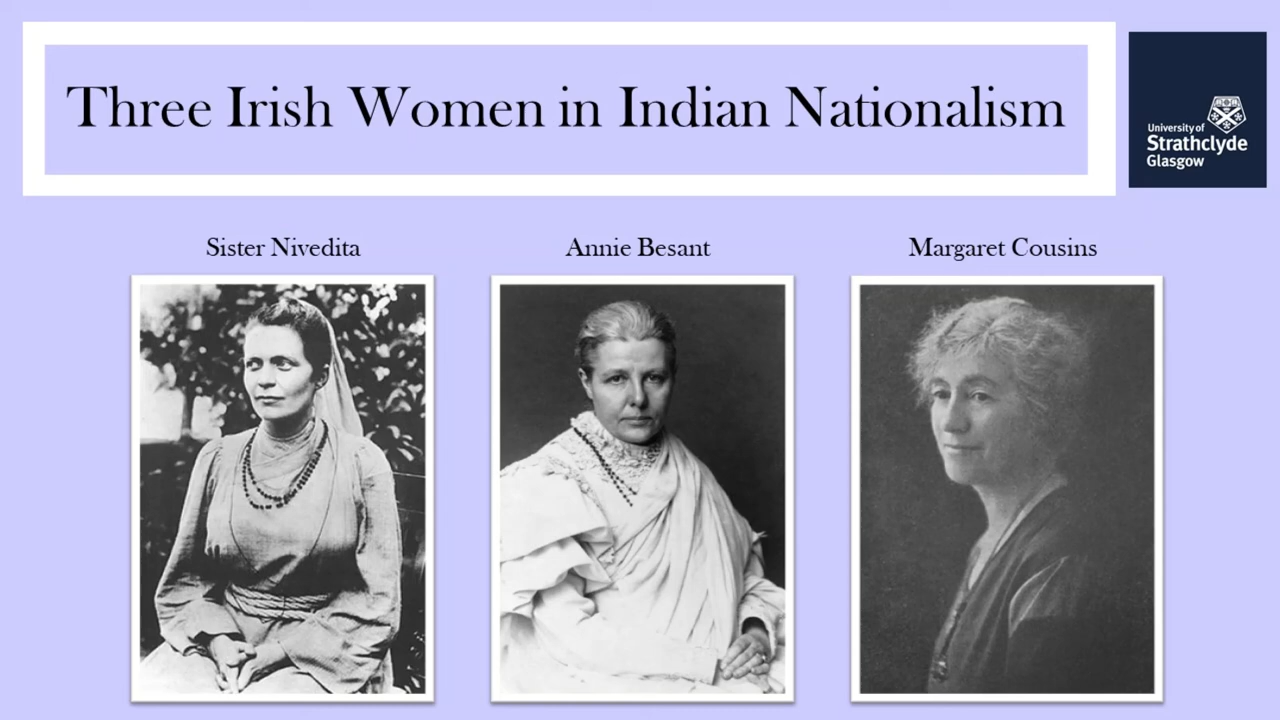 Three Irish Women in Indian Nationalism
University of
Strathclyde
Glasgow
Sister Nivedita
Annie Besant
Margaret Cousins